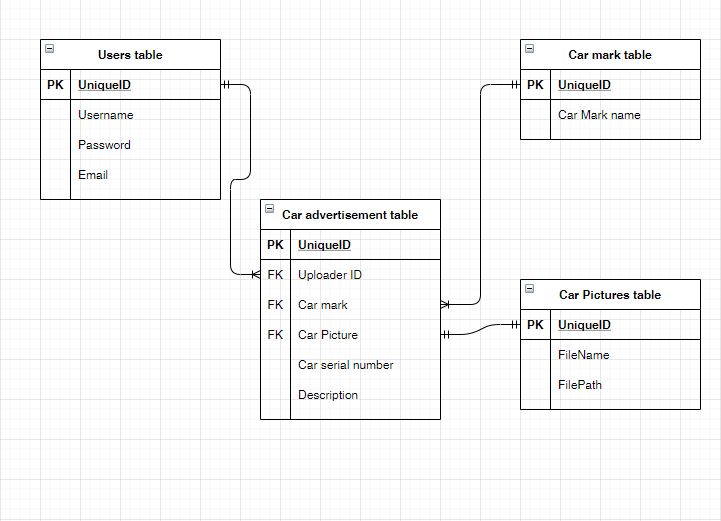 Users table
PK UniqueID
Username
Password
Email
Car mark table
PK UniqueID
Car Mark name
Car advertisement table
PK UniqueID
FK Uploader ID
FK Car mark
FK Car Picture
Car serial number
Description
Car Pictures table
PK UniqueID
FileName
FilePath